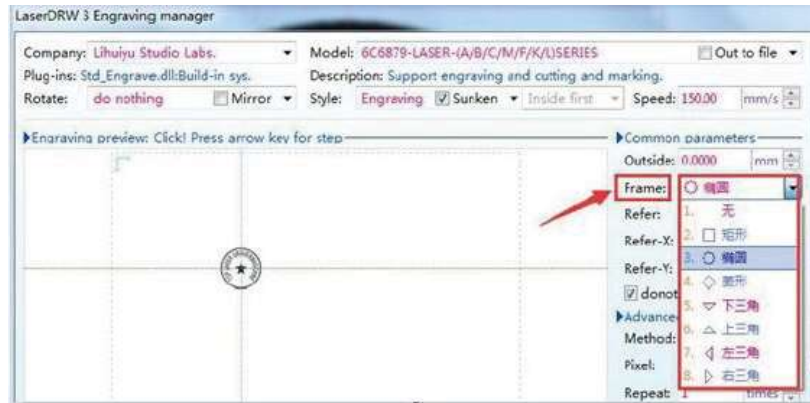 LaserDRW 3 Engraving manager
Company: Lihuiyu Studio Labs. Model: 6C6879-LASER-(A/B/C/M/F/K/L)SERIES Out to file
Plug-ins: Std_Engrave.dll:Build-in sys. Description: Support engraving and cutting and marking.
Rotate: do nothing Mirror Style: Engraving Sunken Inside first Speed: 150.00 mm/s
Engraving preview: Click! Press arrow key for step
Common parameters
Outside: 0.0000 mm
Frame: 椭圆
Refer: 1. 无
2. 矩形
Refer-X:
3. 椭圆
Refer-Y:
4. 菱形
donot
5. 下三角
Advance
6. 上三角
Method:
7. 左三角
Pixel:
8. 右三角
Repeat: 1 times